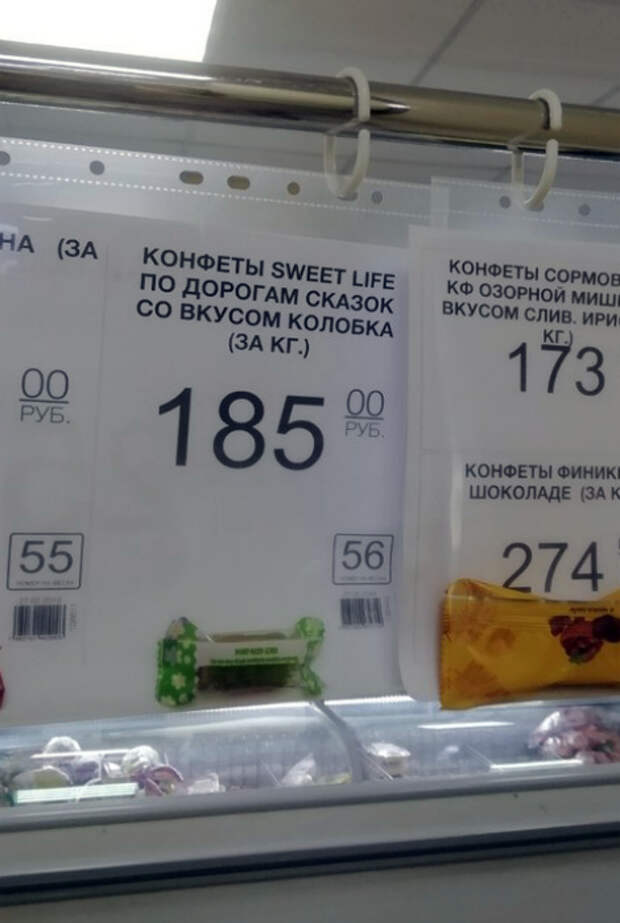 НА (ЗА
00
РУБ.
55
КОНФЕТЫ SWEET LIFE
ПО ДОРОГАМ СКАЗОК
СО ВКУСОМ КОЛОБКА
(ЗА КГ.)
185 00
РУБ.
56
КОНФЕТЫ СОРМОВ
КФ ОЗОРНОЙ МИШ
ВКУСОМ СЛИВ. ИРИ
КГ.)
173
КОНФЕТЫ ФИНИК
ШОКОЛАДЕ (ЗА К
274